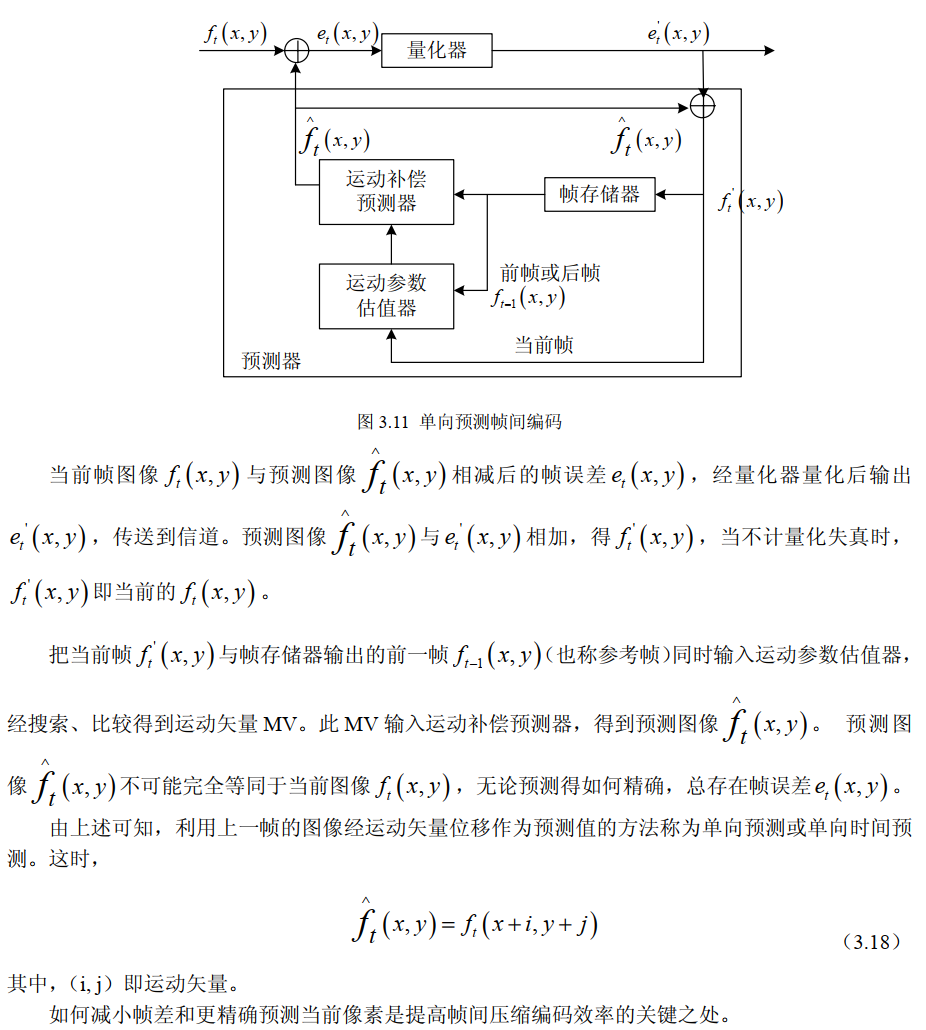 f_t(x,y)
e_t(x,y)
量化器
e_t'(x,y)
f̂_t(x,y)
f̂_t(x,y)
运动补偿
预测器
帧存储器
f_t'(x,y)
运动参数
估值器
前帧或后帧
f_{t−1}(x,y)
当前帧
预测器
图 3.11 单向预测帧间编码
当前帧图像 f_t(x,y) 与预测图像 f̂_t(x,y) 相减后的帧误差 e_t(x,y)，经量化器量化后输出
e_t'(x,y)，传送到信道。预测图像 f̂_t(x,y) 与 e_t'(x,y) 相加，得 f_t'(x,y)，当不计量化失真时，
f_t'(x,y) 即当前的 f_t(x,y)。
把当前帧 f_t'(x,y) 与帧存储器输出的前一帧 f_{t−1}(x,y)（也称参考帧）同时输入运动参数估值器，
经搜索、比较得到运动矢量 MV。此 MV 输入运动补偿预测器，得到预测图像 f̂_t(x,y)。 预测图
像 f̂_t(x,y) 不可能完全等同于当前图像 f_t(x,y)，无论预测得如何精确，总存在帧误差 e_t(x,y)。
由上述可知，利用上一帧的图像经运动矢量位移作为预测值的方法称为单向预测或单向时间预
测。这时，
f̂_t(x,y) = f_t(x+i, y+j)
（3.18）
其中，（i, j）即运动矢量。
如何减小帧差和更精确预测当前像素是提高帧间压缩编码效率的关键之处。